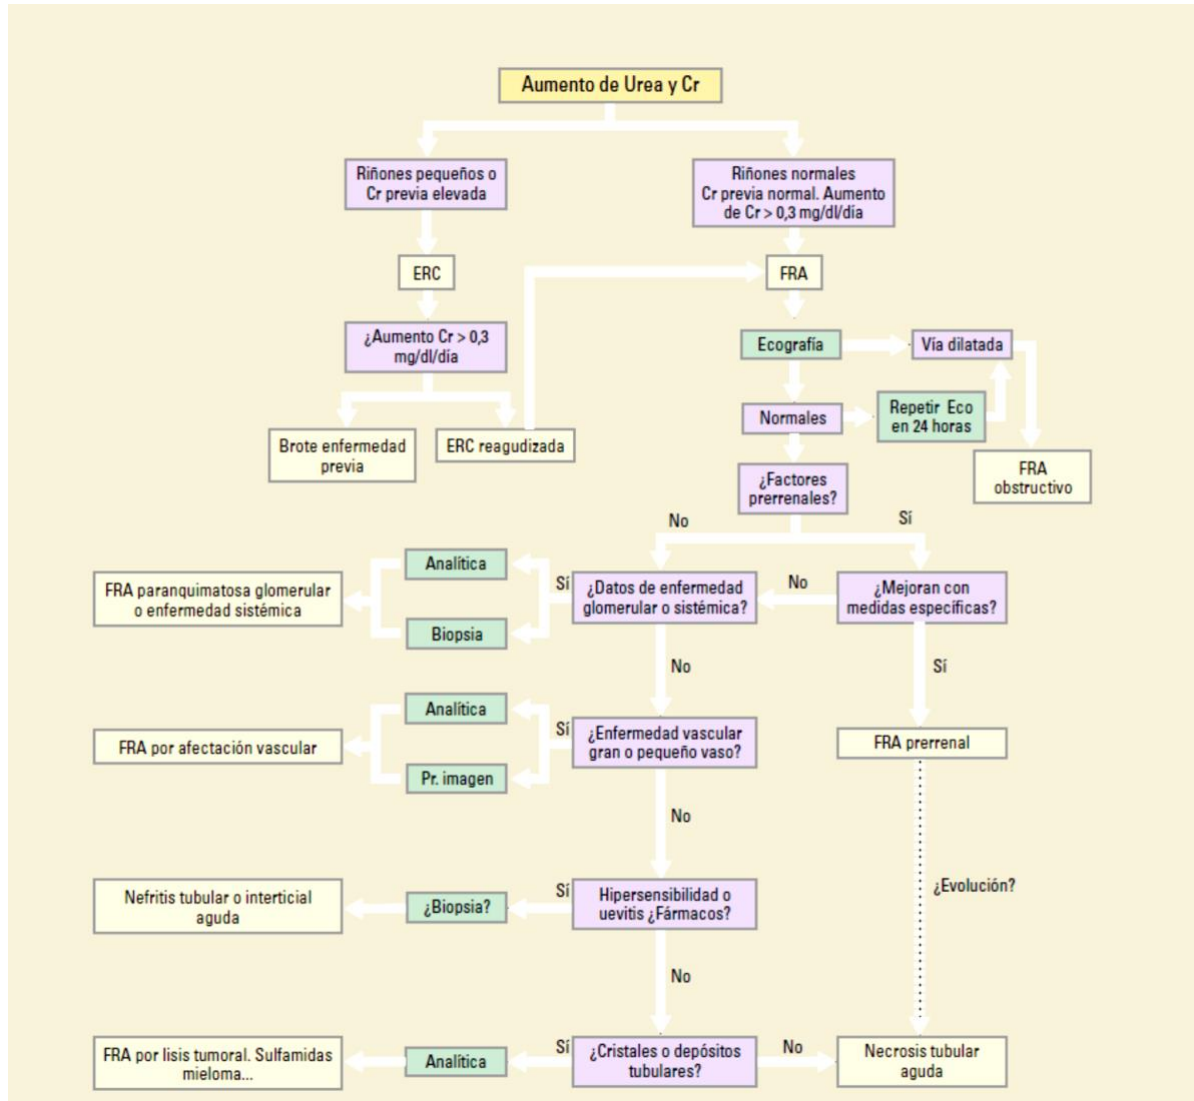 Aumento de Urea y Cr
Riñones pequeños o
Cr previa elevada
Riñones normales
Cr previa normal. Aumento
de Cr > 0,3 mg/dl/día
ERC
FRA
¿Aumento Cr > 0,3
mg/dl/día
Ecografía
Vía dilatada
Brote enfermedad
previa
ERC reagudizada
Normales
Repetir Eco
en 24 horas
FRA
obstructivo
¿Factores
prerrenales?
No
Sí
FRA paranquimatosa glomerular
o enfermedad sistémica
Analítica
Biopsia
Sí
¿Datos de enfermedad
glomerular o sistémica?
No
¿Mejoran con
medidas específicas?
No
Sí
FRA por afectación vascular
Analítica
Pr. imagen
Sí
¿Enfermedad vascular
gran o pequeño vaso?
FRA prerrenal
No
¿Evolución?
Nefritis tubular o intersticial
aguda
¿Biopsia?
Sí
Hipersensibilidad o
uevitis ¿Fármacos?
No
FRA por lisis tumoral. Sulfamidas
mieloma...
Analítica
Sí
¿Cristales o depósitos
tubulares?
No
Necrosis tubular
aguda